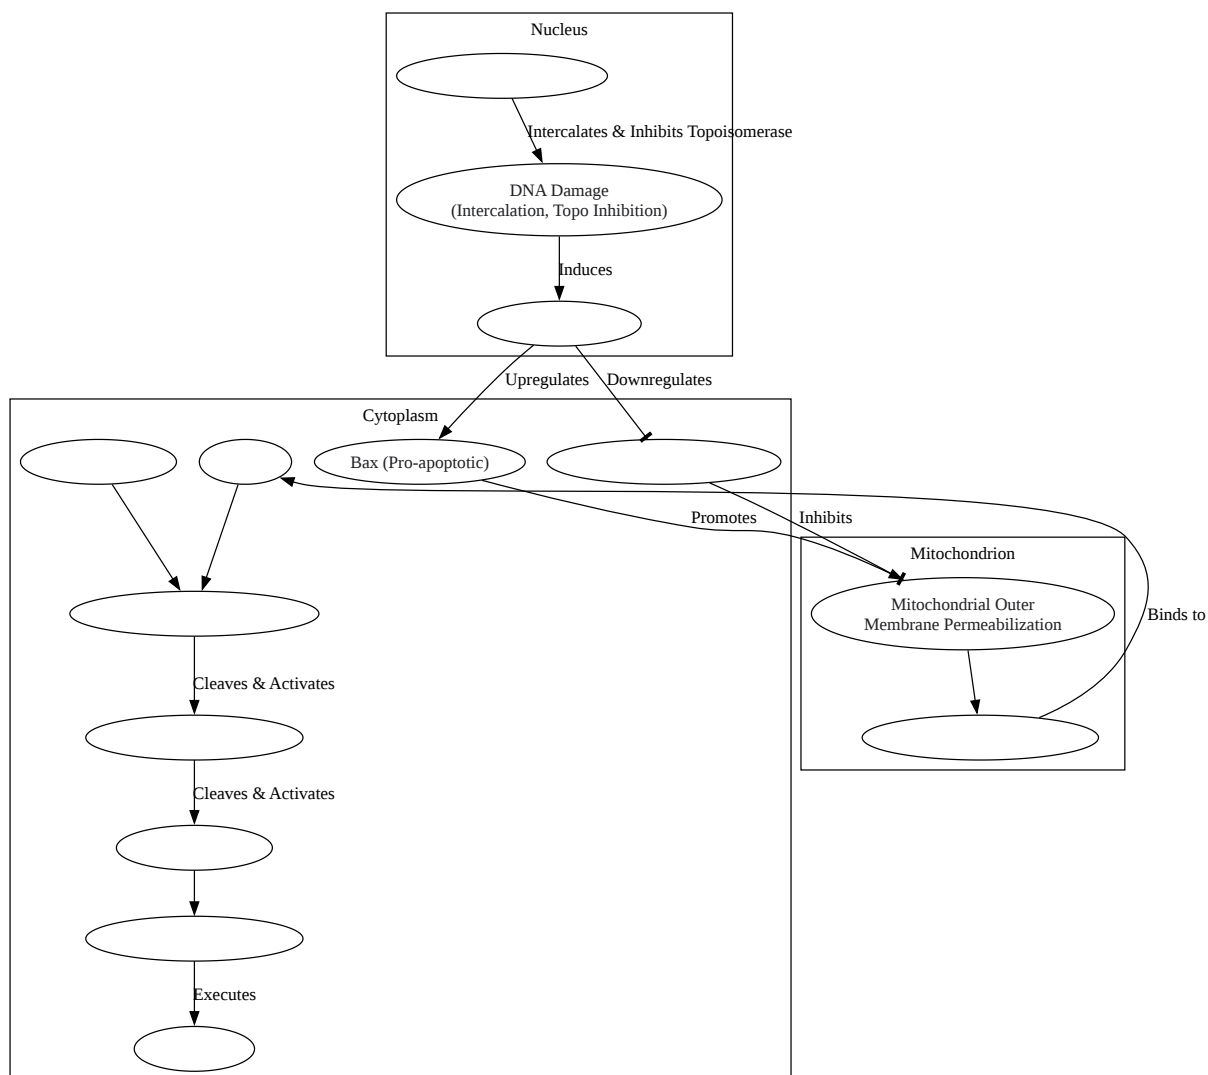 Nucleus
Intercalates & Inhibits Topoisomerase
DNA Damage
(Intercalation, Topo Inhibition)
Induces
Upregulates
Downregulates
Cytoplasm
Bax (Pro-apoptotic)
Promotes
Inhibits
Mitochondrion
Mitochondrial Outer
Membrane Permeabilization
Binds to
Cleaves & Activates
Cleaves & Activates
Executes